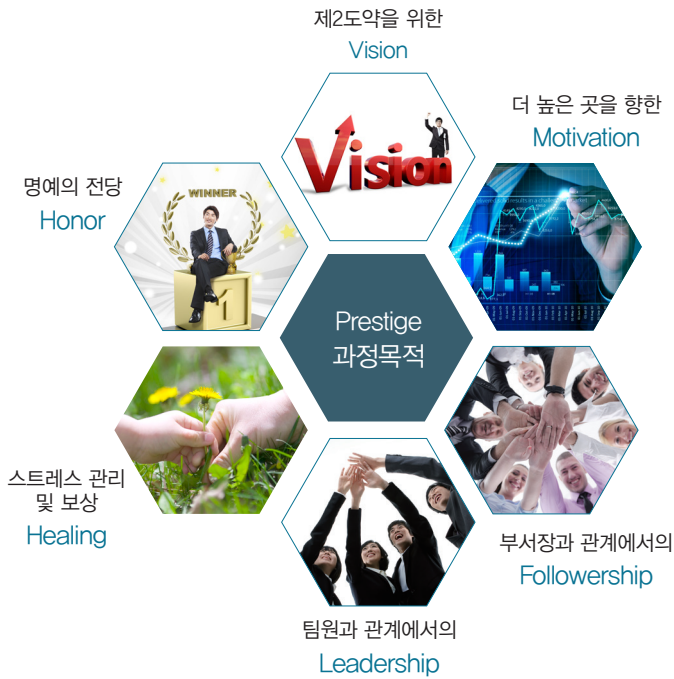 제2도약을 위한
Vision
더 높은 곳을 향한
Motivation
명예의 전당
Honor
WINNER
1
Vision
Prestige
과정목적
스트레스 관리
및 보상
Healing
부서장과 관계에서의
Followership
팀원과 관계에서의
Leadership